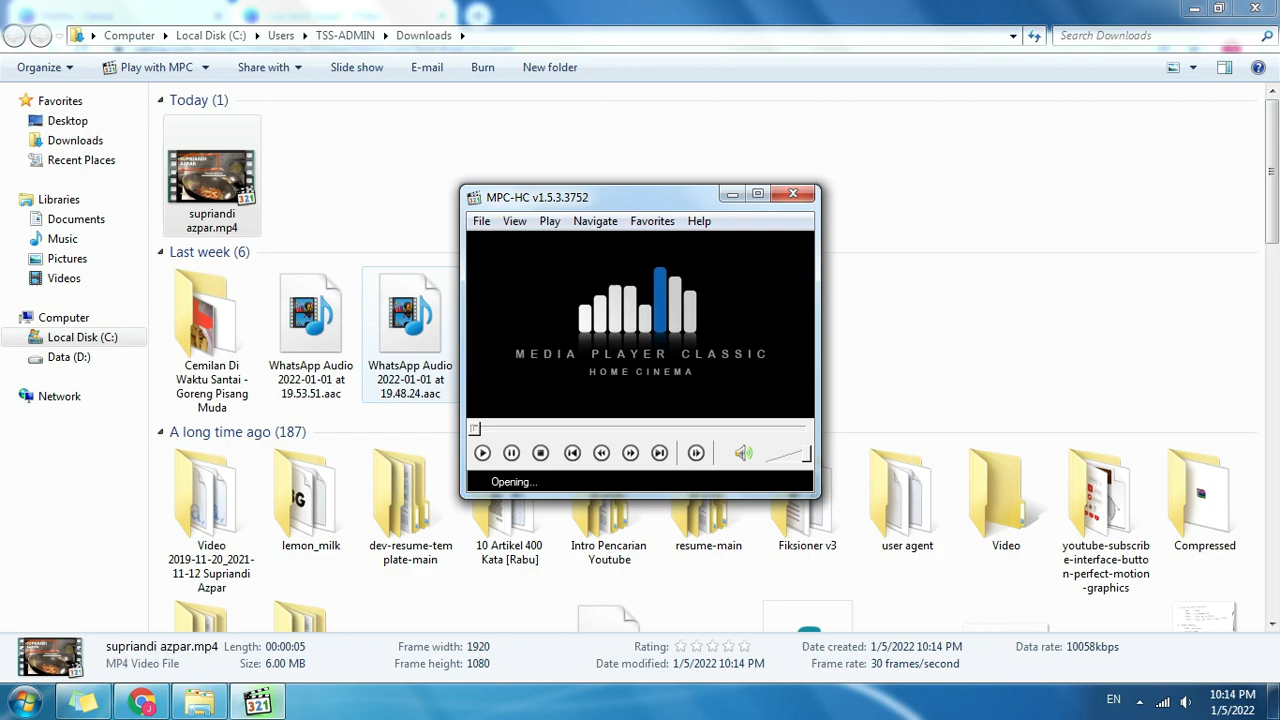 Computer Local Disk (C:) Users TSS-ADMIN Downloads
Search Downloads
Organize Play with MPC Share with Slide show E-mail Burn New folder
Favorites
Desktop
Downloads
Recent Places
Libraries
Documents
Music
Pictures
Videos
Computer
Local Disk (C:)
Data (D:)
Network
Today (1)
SUPRIANDI
AZPAR
321
supriandi
azpar.mp4
Last week (6)
Cemilan Di
Waktu Santai -
Goreng Pisang
Muda
WhatsApp Audio
2022-01-01 at
19.53.51.aac
WhatsApp Audio
2022-01-01 at
19.48.24.aac
A long time ago (187)
Video
2019-11-20_2021-
11-12 Supriandi
Azpar
lemon_milk
dev-resume-tem
plate-main
10 Artikel 400
Kata [Rabu]
Intro Pencarian
Youtube
resume-main
Fiksioner v3
user agent
Video
youtube-subscrib
e-interface-butto
n-perfect-motion
-graphics
Compressed
MPC-HC v1.5.3.3752
File View Play Navigate Favorites Help
MEDIA PLAYER CLASSIC
HOME CINEMA
Opening...
supriandi azpar.mp4 Length: 00:00:05 Frame width: 1920 Rating: Date created: 1/5/2022 10:14 PM Data rate: 10058kbps
MP4 Video File Size: 6.00 MB Frame height: 1080 Date modified: 1/5/2022 10:14 PM Frame rate: 30 frames/second
321
EN
10:14 PM
1/5/2022